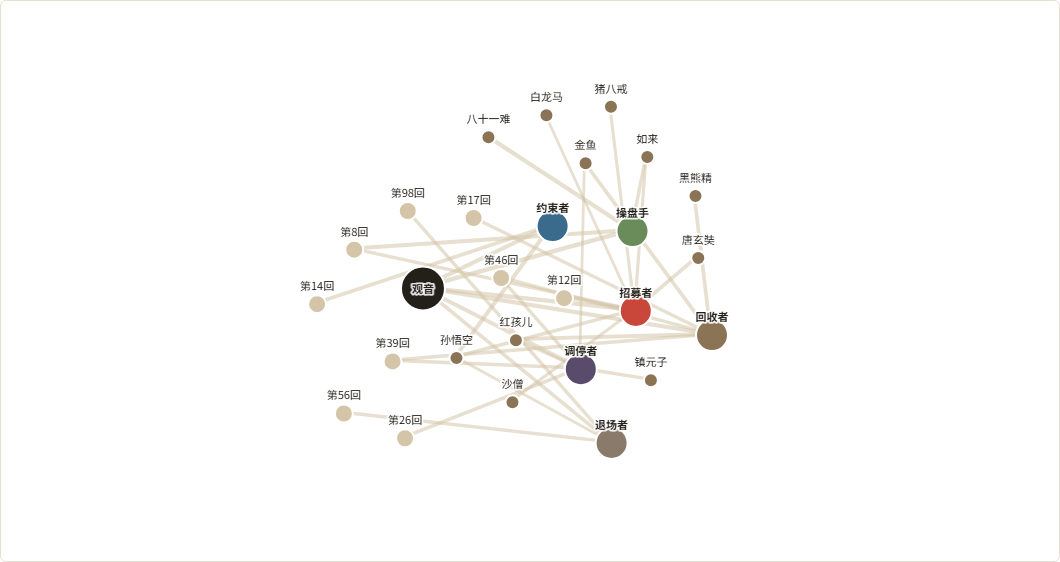 猪八戒
白龙马
八十一难
如来
金鱼
黑熊精
第98回
第17回
约束者
操盘手
第8回
唐玄奘
第46回
第12回
第14回
观音
招募者
回收者
红孩儿
孙悟空
第39回
调停者
镇元子
沙僧
第56回
第26回
退场者